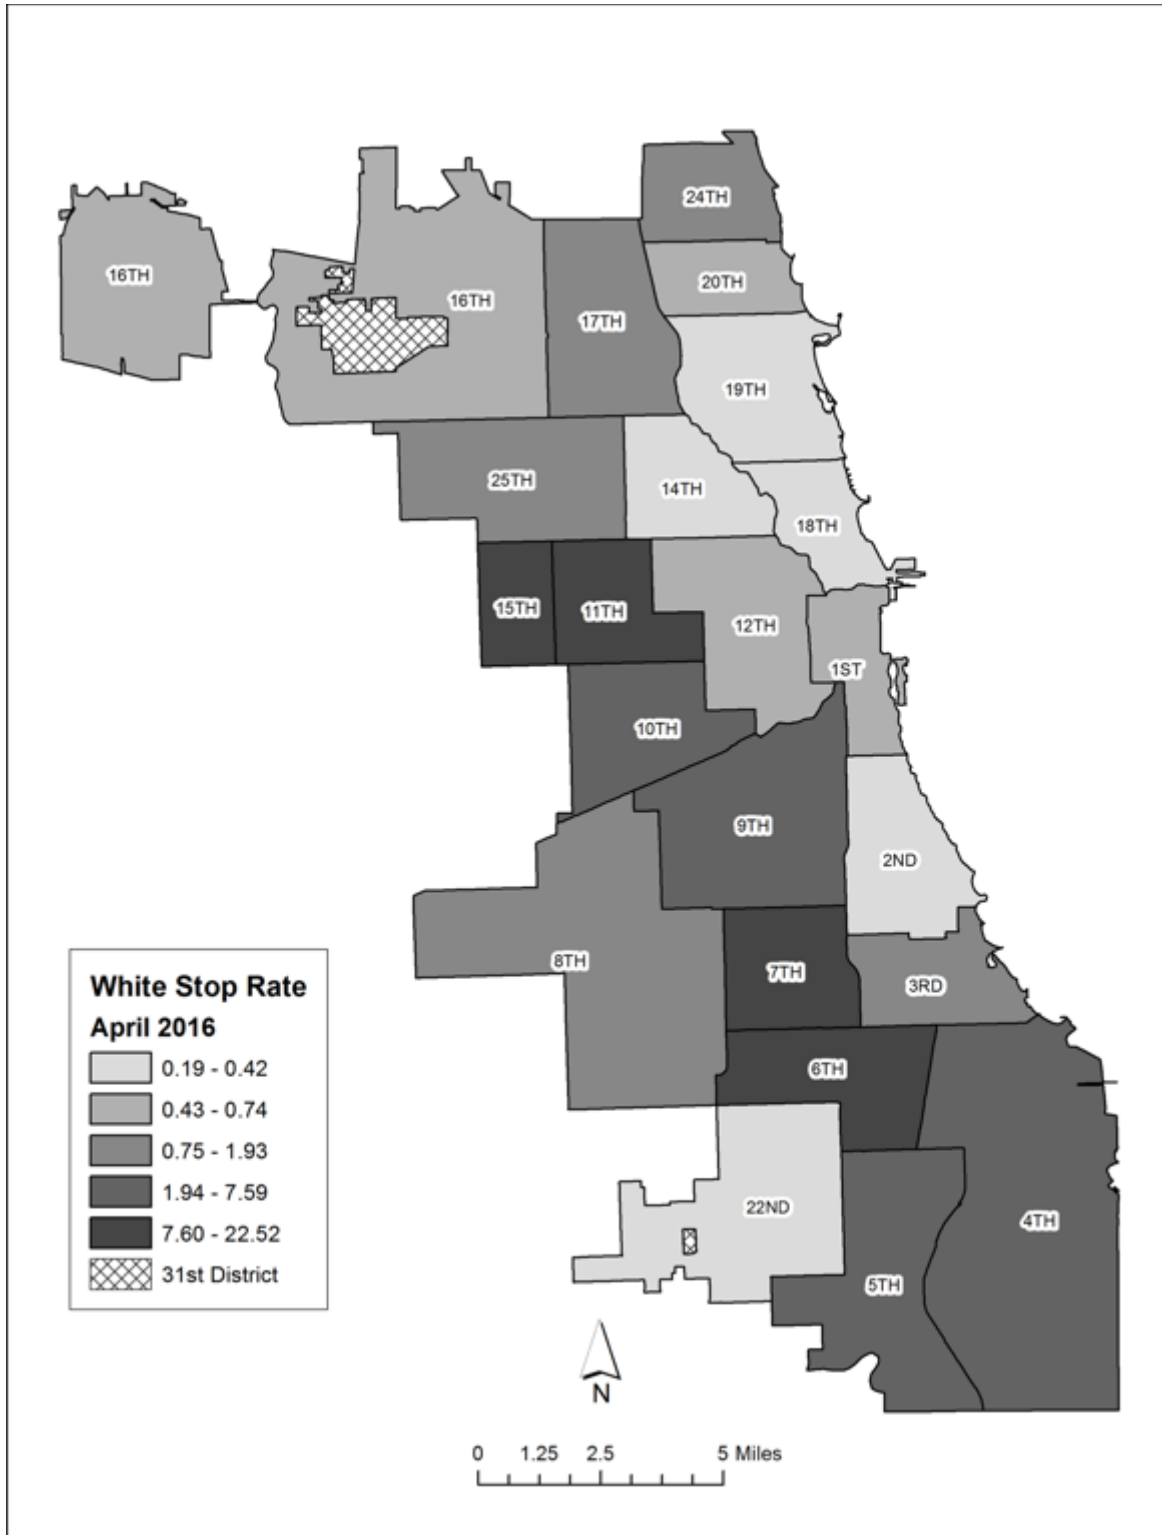 24TH
16TH
20TH
16TH
17TH
19TH
25TH
14TH
18TH
15TH
11TH
12TH
1ST
10TH
9TH
2ND
8TH
7TH
3RD
6TH
22ND
4TH
5TH
White Stop Rate
April 2016
0.19 - 0.42
0.43 - 0.74
0.75 - 1.93
1.94 - 7.59
7.60 - 22.52
31st District
N
0 1.25 2.5 5 Miles